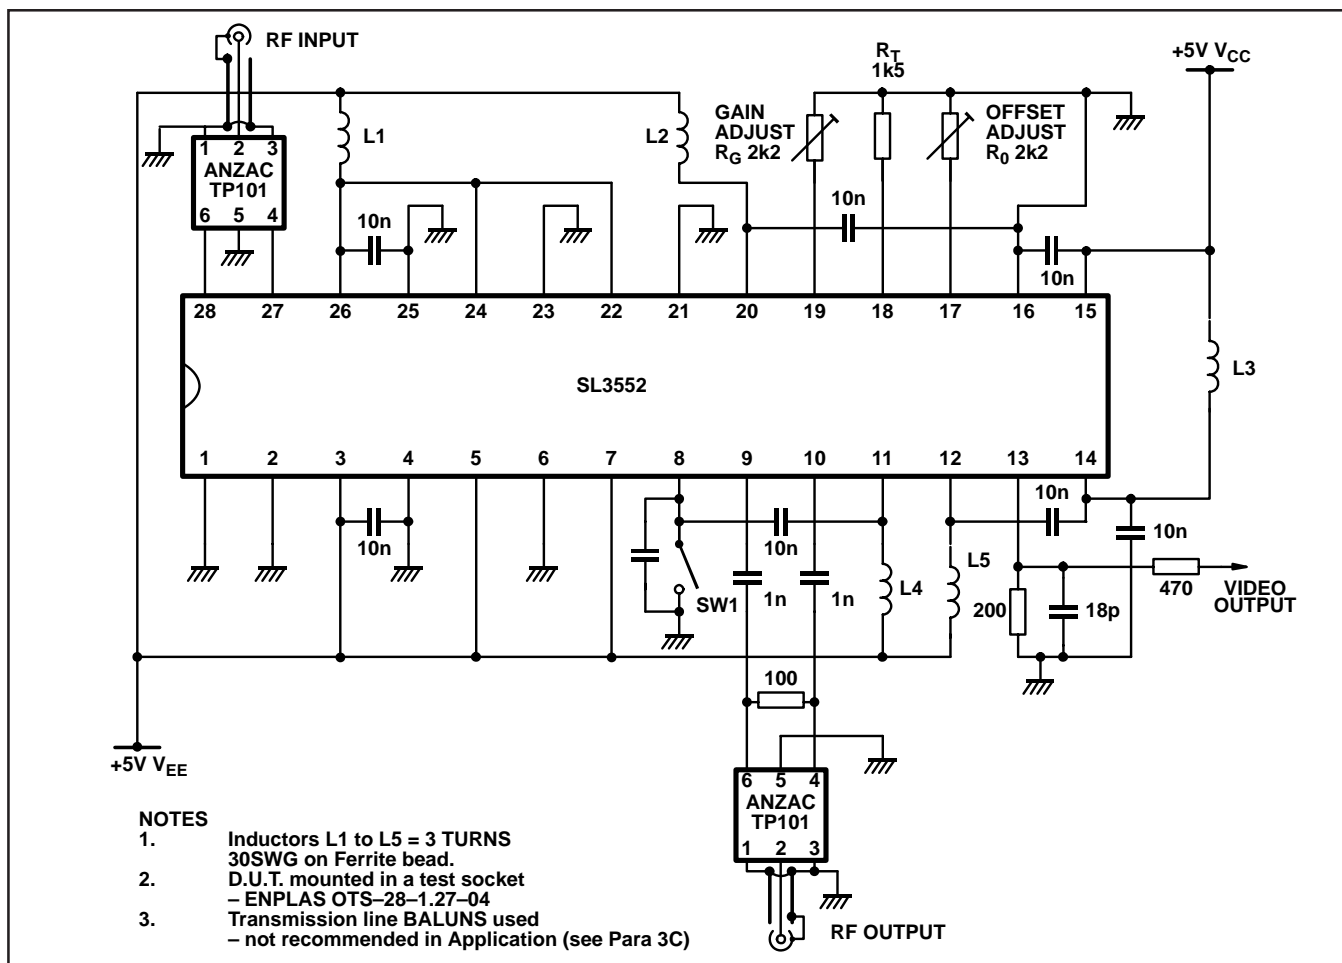 RF INPUT
R_T
1k5
+5V V_CC
L1
L2
GAIN
ADJUST
R_G 2k2
OFFSET
ADJUST
R_0 2k2
1 2 3
ANZAC
TP101
6 5 4
10n
10n
10n
28 27 26 25 24 23 22 21 20 19 18 17 16 15
SL3552
L3
1 2 3 4 5 6 7 8 9 10 11 12 13 14
10n
10n
10n
10n
SW1
1n
1n
L4
L5
200
18p
470
VIDEO
OUTPUT
100
+5V V_EE
6 5 4
ANZAC
TP101
1 2 3
RF OUTPUT
NOTES
1. Inductors L1 to L5 = 3 TURNS
30SWG on Ferrite bead.
2. D.U.T. mounted in a test socket
– ENPLAS OTS–28–1.27–04
3. Transmission line BALUNS used
– not recommended in Application (see Para 3C)